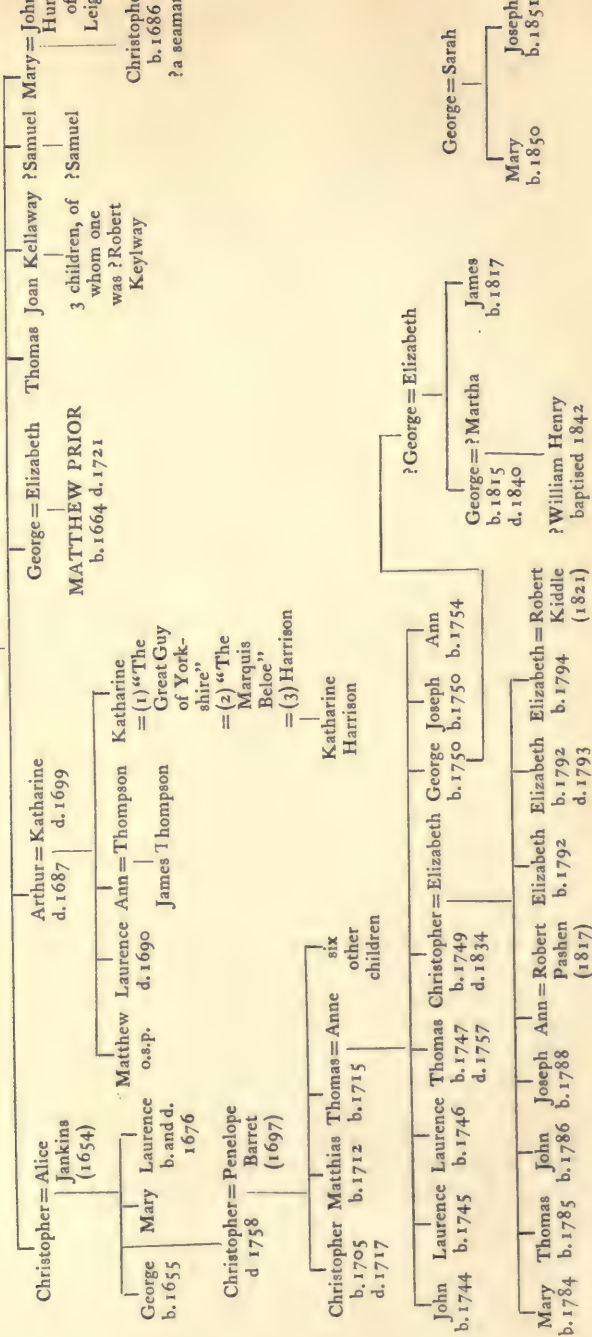 Christopher = Alice
Jankins
(1654)
Arthur = Katharine
d. 1687
d. 1699
George = Elizabeth
MATTHEW PRIOR
b. 1664 d. 1721
Thomas
Joan Kellaway
3 children, of
whom one
was ?Robert
Keylway
?Samuel
?Samuel
Mary = John
of
Christophe
b. 1686
?a seaman
George
b. 1655
Mary
Laurence
b. and d.
1676
Matthew
o.s.p.
Laurence
d. 1690
Ann = Thompson
James Thompson
Katharine
= (1) "The
Great Guy
of York-
shire"
= (2) "The
Marquis
Beloe"
= (3) Harrison
Katharine
Harrison
Christopher = Penelope
d 1758
Barret
(1697)
Christopher
b. 1705
d. 1717
Matthias
b. 1712
Thomas = Anne
b. 1715
six
other
children
John
b. 1744
Laurence
b. 1745
Laurence
b. 1746
Thomas
b. 1747
d. 1757
Christopher = Elizabeth
b. 1749
d. 1834
George
b. 1750
Joseph
b. 1750
Ann
b. 1754
?George = Elizabeth
George = ?Martha
b. 1815
d. 1840
James
b. 1817
?William Henry
baptised 1842
George = Sarah
Mary
b. 1850
Joseph
b. 1851
Mary
b. 1784
Thomas
b. 1785
John
b. 1786
Joseph
b. 1788
Ann = Robert
Pashen
(1817)
Elizabeth
b. 1792
Elizabeth
b. 1792
d. 1793
Elizabeth = Robert
b. 1794
Kiddle
(1821)